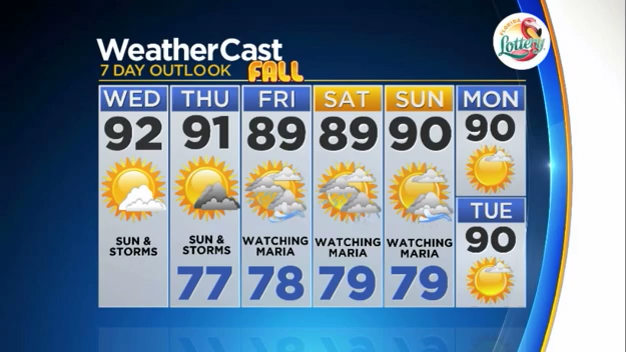 WeatherCast
7 DAY OUTLOOK
FALL
FLORIDA
Lottery
WED THU FRI SAT SUN MON
92 91 89 89 90 90
SUN & STORMS
SUN & STORMS
WATCHING MARIA
WATCHING MARIA
WATCHING MARIA
77 78 79 79
TUE
90